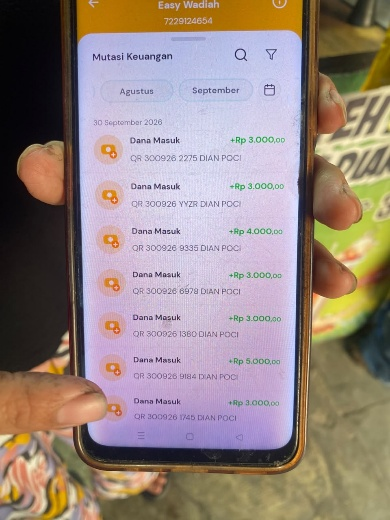 Easy Wadiah
7229124654
Mutasi Keuangan
Agustus
September
30 September 2026
Dana Masuk
+Rp 3.000,00
QR 300926 2275 DIAN POCI
Dana Masuk
+Rp 3.000,00
QR 300926 YYZR DIAN POCI
Dana Masuk
+Rp 4.000,00
QR 300926 9335 DIAN POCI
Dana Masuk
+Rp 3.000,00
QR 300926 6978 DIAN POCI
Dana Masuk
+Rp 3.000,00
QR 300926 1380 DIAN POCI
Dana Masuk
+Rp 5.000,00
QR 300926 9184 DIAN POCI
Dana Masuk
+Rp 3.000,00
QR 300926 1745 DIAN POCI